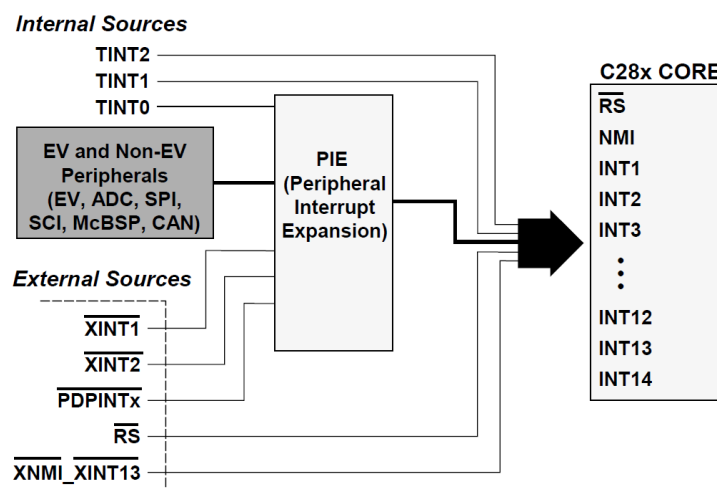 Internal Sources
TINT2
TINT1
TINT0
EV and Non-EV
Peripherals
(EV, ADC, SPI,
SCI, McBSP, CAN)
PIE
(Peripheral
Interrupt
Expansion)
External Sources
XINT1
XINT2
PDPINTx
RS
XNMI_XINT13
C28x CORE
RS
NMI
INT1
INT2
INT3
⋮
INT12
INT13
INT14